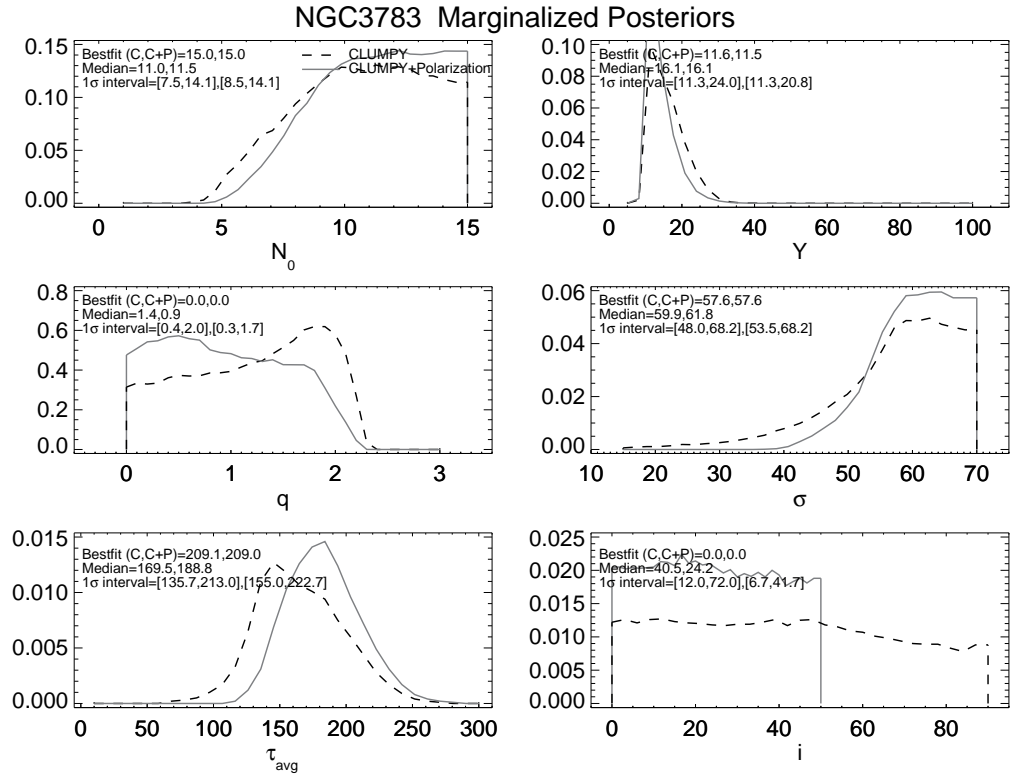 NGC3783 Marginalized Posteriors
Bestfit (C,C+P)=15.0,15.0
Median=11.0,11.5
1σ interval=[7.5,14.1],[8.5,14.1]
CLUMPY
CLUMPY+Polarization
0.15
0.10
0.05
0.00
0 5 10 15
N0
Bestfit (C,C+P)=11.6,11.5
Median=16.1,16.1
1σ interval=[11.3,24.0],[11.3,20.8]
0.10
0.08
0.06
0.04
0.02
0.00
0 20 40 60 80 100
Y
Bestfit (C,C+P)=0.0,0.0
Median=1.4,0.9
1σ interval=[0.4,2.0],[0.3,1.7]
0.8
0.6
0.4
0.2
0.0
0 1 2 3
q
Bestfit (C,C+P)=57.6,57.6
Median=59.9,61.8
1σ interval=[48.0,68.2],[53.5,68.2]
0.06
0.04
0.02
0.00
10 20 30 40 50 60 70
σ
Bestfit (C,C+P)=209.1,209.0
Median=169.5,188.8
1σ interval=[135.7,213.0],[155.0,222.7]
0.015
0.010
0.005
0.000
0 50 100 150 200 250 300
τavg
Bestfit (C,C+P)=0.0,0.0
Median=40.5,24.2
1σ interval=[12.0,72.0],[6.7,41.7]
0.025
0.020
0.015
0.010
0.005
0.000
0 20 40 60 80
i